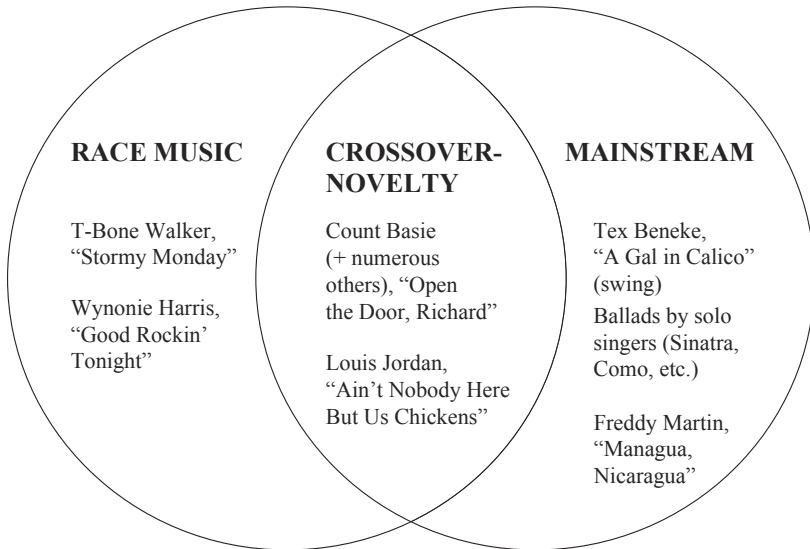 RACE MUSIC
T-Bone Walker,
“Stormy Monday”
Wynonie Harris,
“Good Rockin’
Tonight”
CROSSOVER-
NOVELTY
Count Basie
(+ numerous
others), “Open
the Door, Richard”
Louis Jordan,
“Ain’t Nobody Here
But Us Chickens”
MAINSTREAM
Tex Beneke,
“A Gal in Calico”
(swing)
Ballads by solo
singers (Sinatra,
Como, etc.)
Freddy Martin,
“Managua,
Nicaragua”